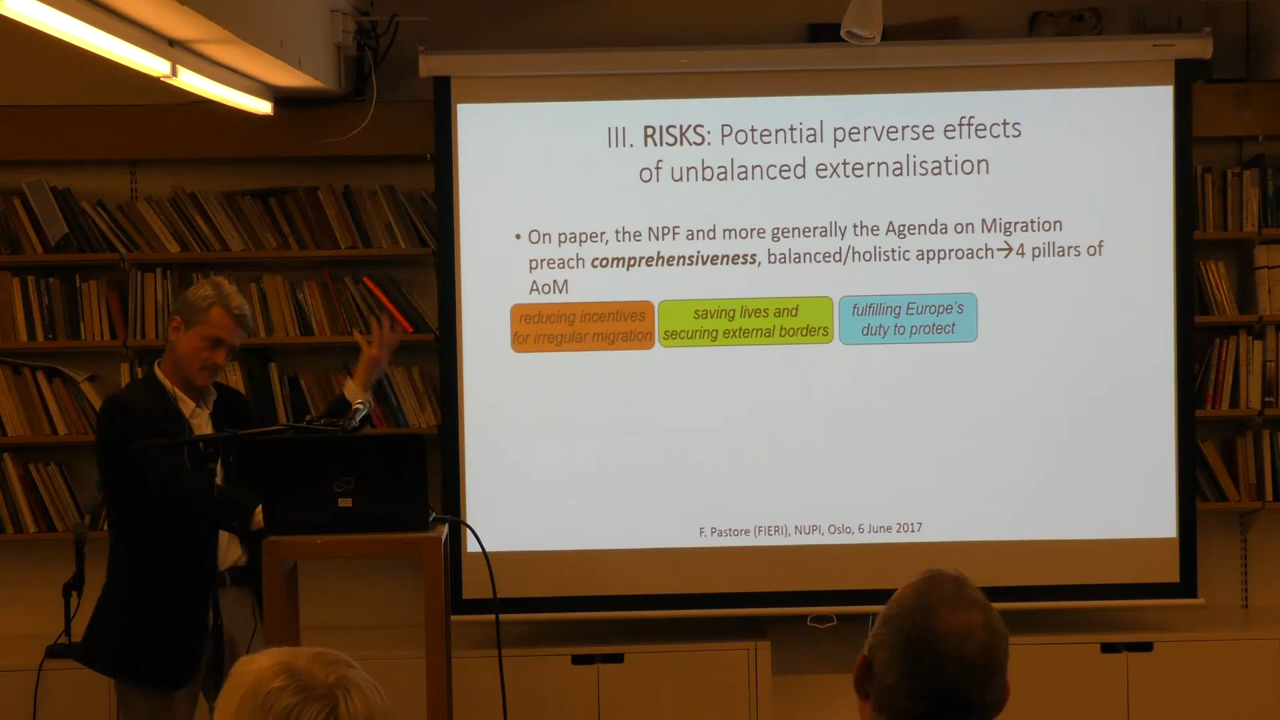 III. RISKS: Potential perverse effects
of unbalanced externalisation
• On paper, the NPF and more generally the Agenda on Migration
preach comprehensiveness, balanced/holistic approach→4 pillars of
AoM
reducing incentives
for irregular migration
saving lives and
securing external borders
fulfilling Europe's
duty to protect
F. Pastore (FIERI), NUPI, Oslo, 6 June 2017